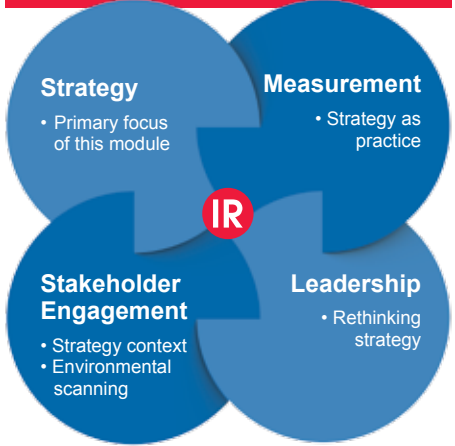 Strategy
• Primary focus
of this module
Measurement
• Strategy as
practice
IR
Stakeholder
Engagement
• Strategy context
• Environmental
scanning
Leadership
• Rethinking
strategy